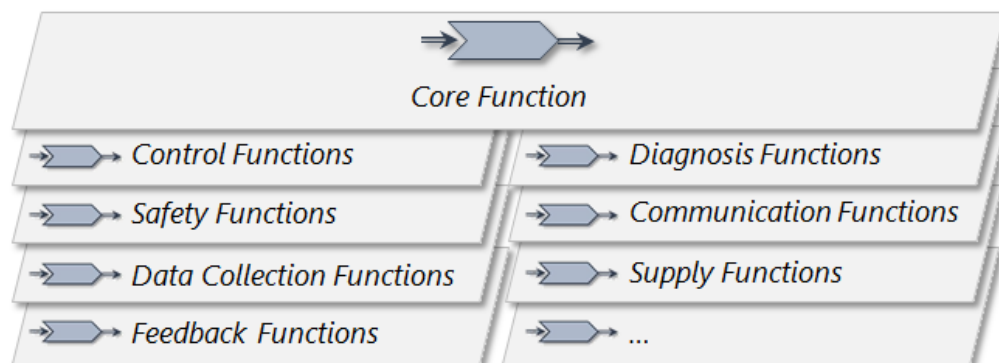 Core Function
Control Functions
Diagnosis Functions
Safety Functions
Communication Functions
Data Collection Functions
Supply Functions
Feedback Functions
...